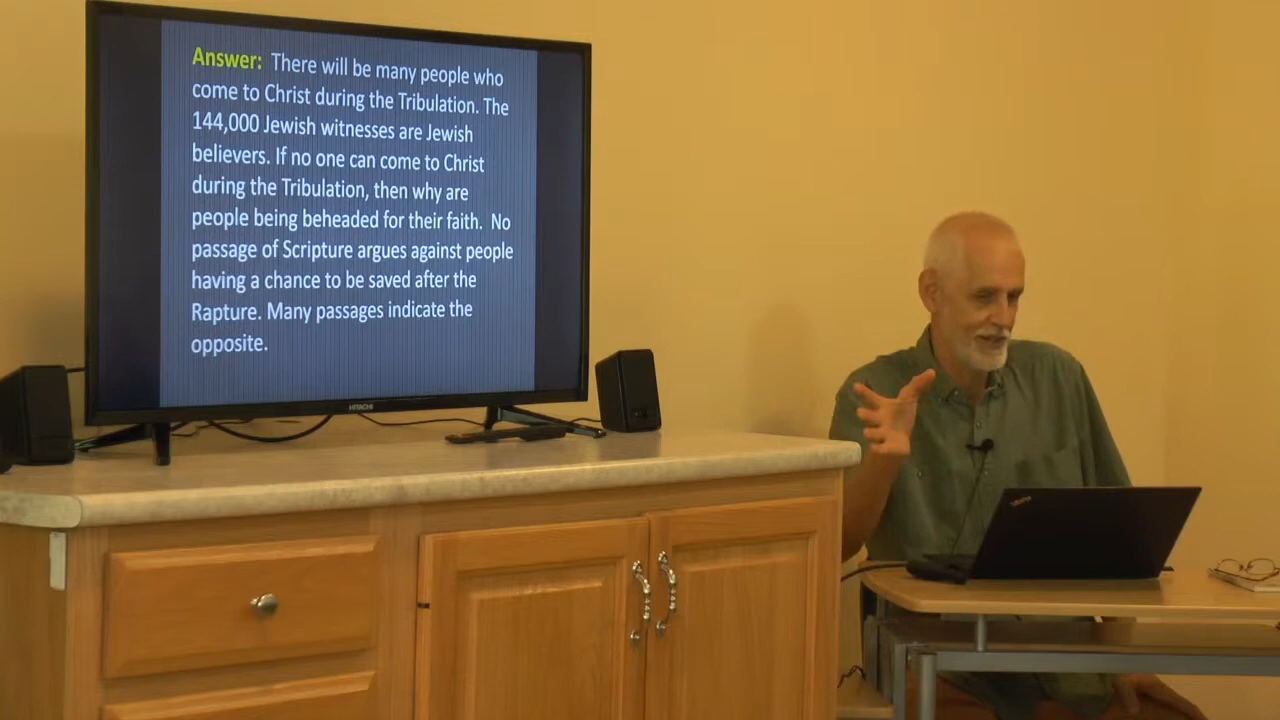 Answer: There will be many people who
come to Christ during the Tribulation. The
144,000 Jewish witnesses are Jewish
believers. If no one can come to Christ
during the Tribulation, then why are
people being beheaded for their faith. No
passage of Scripture argues against people
having a chance to be saved after the
Rapture. Many passages indicate the
opposite.
HITACHI